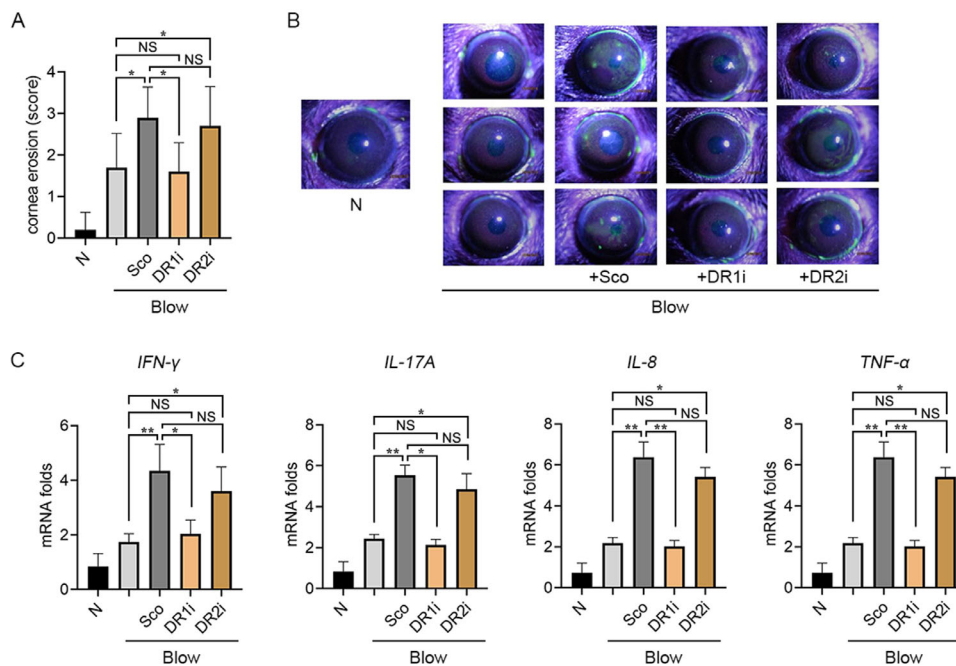 A
cornea erosion (score)
4
3
2
1
0
*
NS
NS
*
*
N
Sco
DR1i
DR2i
Blow
B
N
+Sco
+DR1i
+DR2i
Blow
C
IFN-γ
mRNA folds
6
4
2
0
*
NS
NS
**
*
N
Sco
DR1i
DR2i
Blow
IL-17A
mRNA folds
8
6
4
2
0
*
NS
NS
**
*
N
Sco
DR1i
DR2i
Blow
IL-8
mRNA folds
8
6
4
2
0
*
NS
NS
**
**
N
Sco
DR1i
DR2i
Blow
TNF-α
mRNA folds
8
6
4
2
0
*
NS
NS
**
**
N
Sco
DR1i
DR2i
Blow